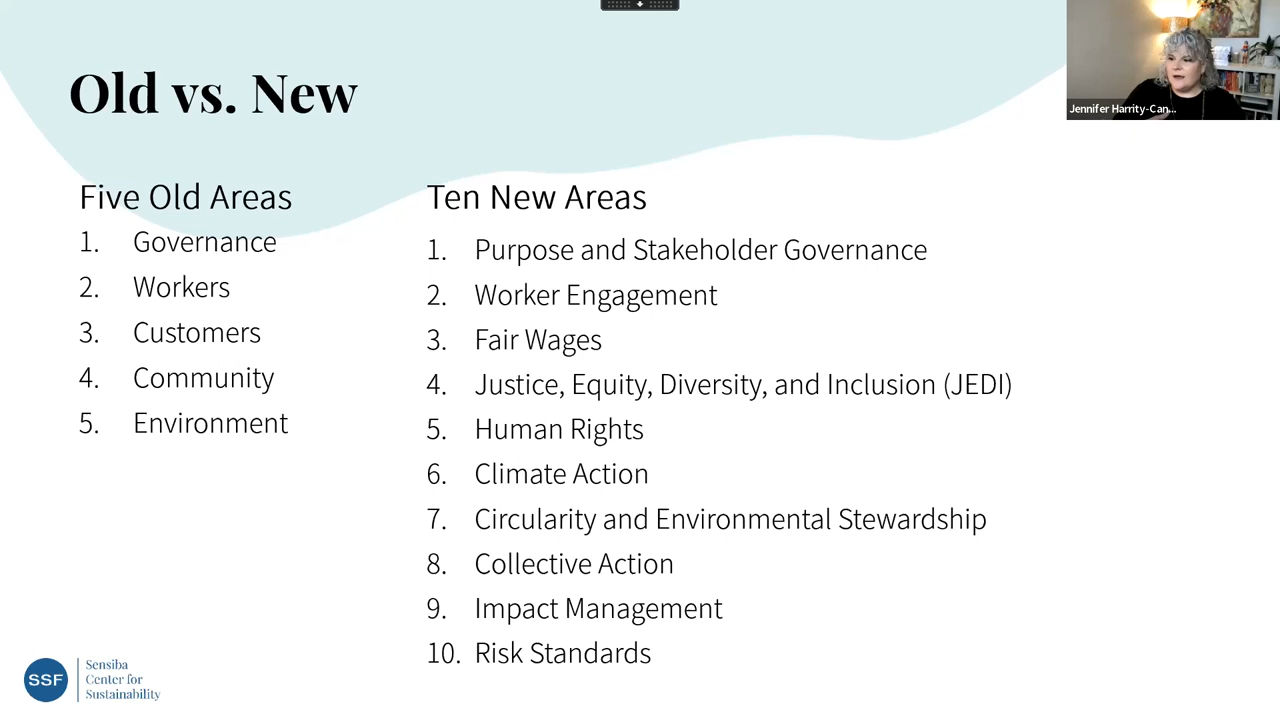 Old vs. New
Jennifer Harrity-Can...
Five Old Areas
1. Governance
2. Workers
3. Customers
4. Community
5. Environment
Ten New Areas
1. Purpose and Stakeholder Governance
2. Worker Engagement
3. Fair Wages
4. Justice, Equity, Diversity, and Inclusion (JEDI)
5. Human Rights
6. Climate Action
7. Circularity and Environmental Stewardship
8. Collective Action
9. Impact Management
10. Risk Standards
SSF
Sensiba
Center for
Sustainability